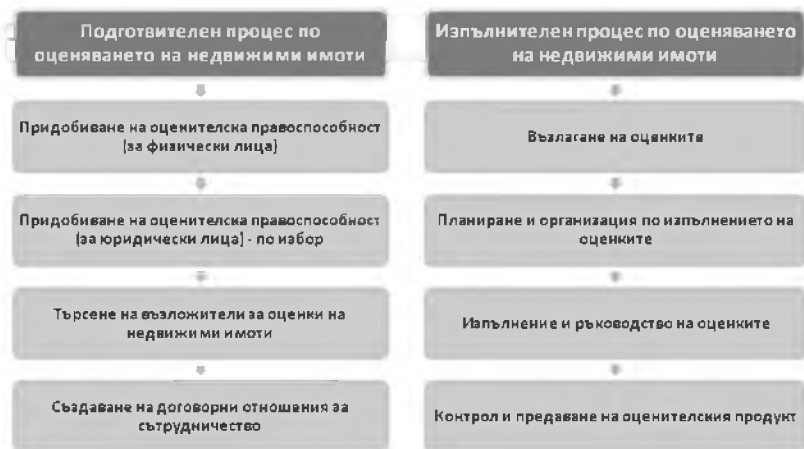 Подготвителен процес по
оценяването на недвижими имоти
Придобиване на оценителска правоспособност
(за физически лица)
Придобиване на оценителска правоспособност
(за юридически лица) - по избор
Търсене на възложители за оценки на
недвижими имоти
Създаване на договорни отношения за
сътрудничество
Изпълнителен процес по оценяването
на недвижими имоти
Възлагане на оценките
Планиране и организация по изпълнението на
оценките
Изпълнение и ръководство на оценките
Контрол и предаване на оценителския продукт